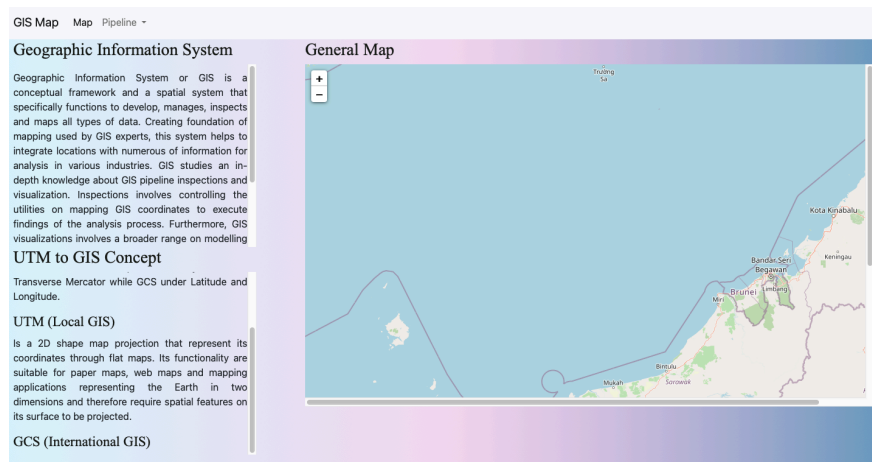 GIS Map Map Pipeline
Geographic Information System
Geographic Information System or GIS is a
conceptual framework and a spatial system that
specifically functions to develop, manages, inspects
and maps all types of data. Creating foundation of
mapping used by GIS experts, this system helps to
integrate locations with numerous of information for
analysis in various industries. GIS studies an in-
depth knowledge about GIS pipeline inspections and
visualization. Inspections involves controlling the
utilities on mapping GIS coordinates to execute
findings of the analysis process. Furthermore, GIS
visualizations involves a broader range on modelling
UTM to GIS Concept
Transverse Mercator while GCS under Latitude and
Longitude.
UTM (Local GIS)
Is a 2D shape map projection that represent its
coordinates through flat maps. Its functionality are
suitable for paper maps, web maps and mapping
applications representing the Earth in two
dimensions and therefore require spatial features on
its surface to be projected.
GCS (International GIS)
General Map
+
−
Trường
Sa
Kota Kinabalu
Keningau
Bandar Seri
Begawan
Brunei
Limbang
Miri
Bintulu
Mukah
Sarawak